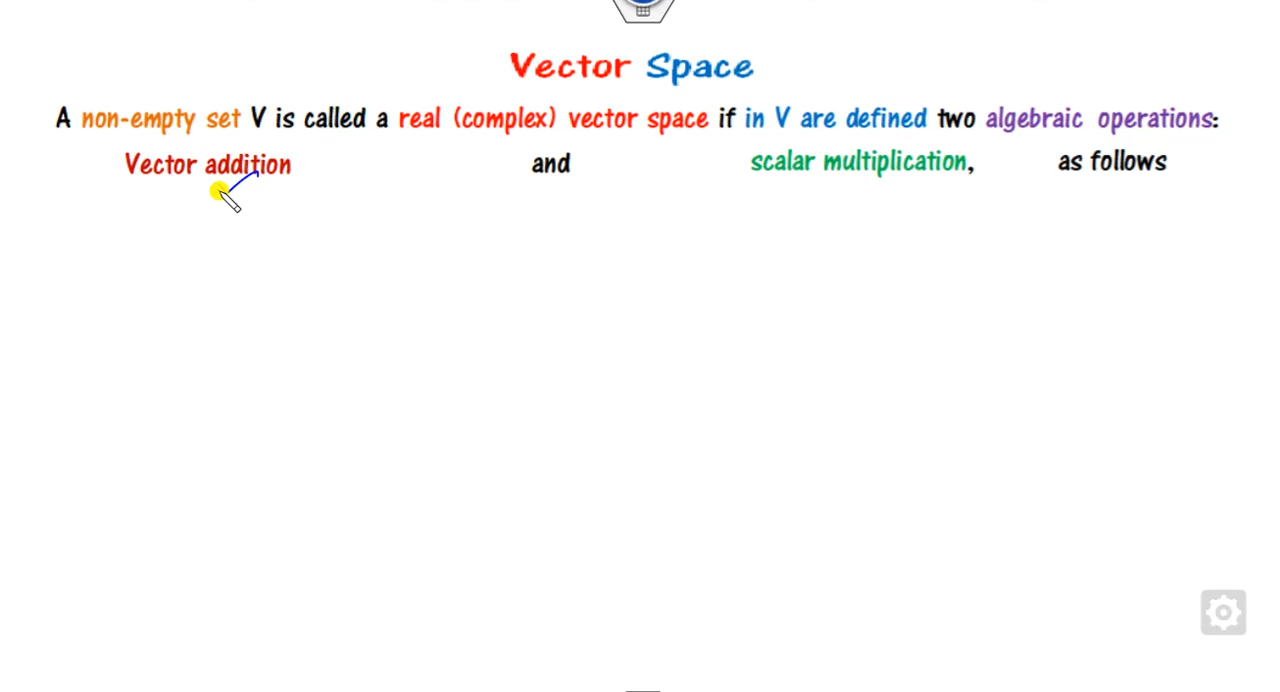 Vector Space
A non-empty set V is called a real (complex) vector space if in V are defined two algebraic operations:
Vector addition and scalar multiplication, as follows